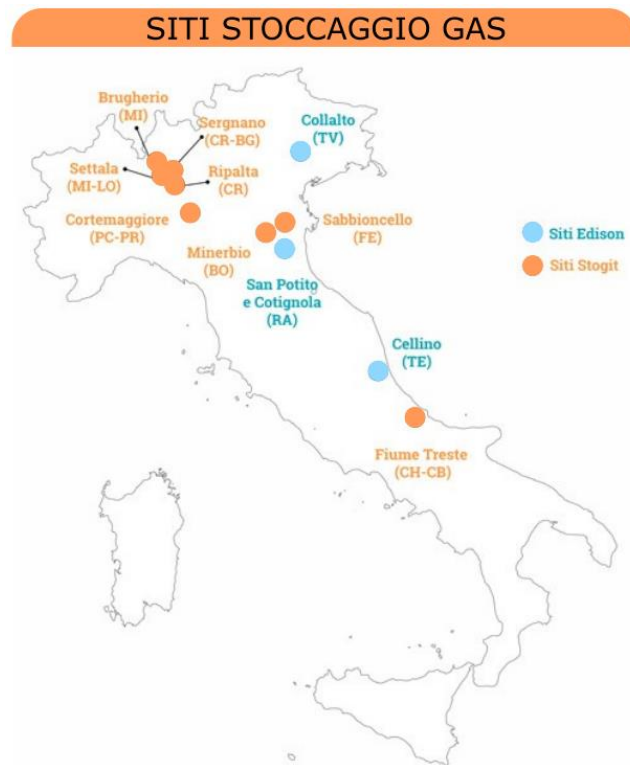 SITI STOCCAGGIO GAS
Brugherio
(MI)
Sergnano
(CR-BG)
Collalto
(TV)
Settala
(MI-LO)
Ripalta
(CR)
Cortemaggiore
(PC-PR)
Sabbioncello
(FE)
Minerbio
(BO)
Siti Edison
Siti Stogit
San Potito
e Cotignola
(RA)
Cellino
(TE)
Fiume Treste
(CH-CB)